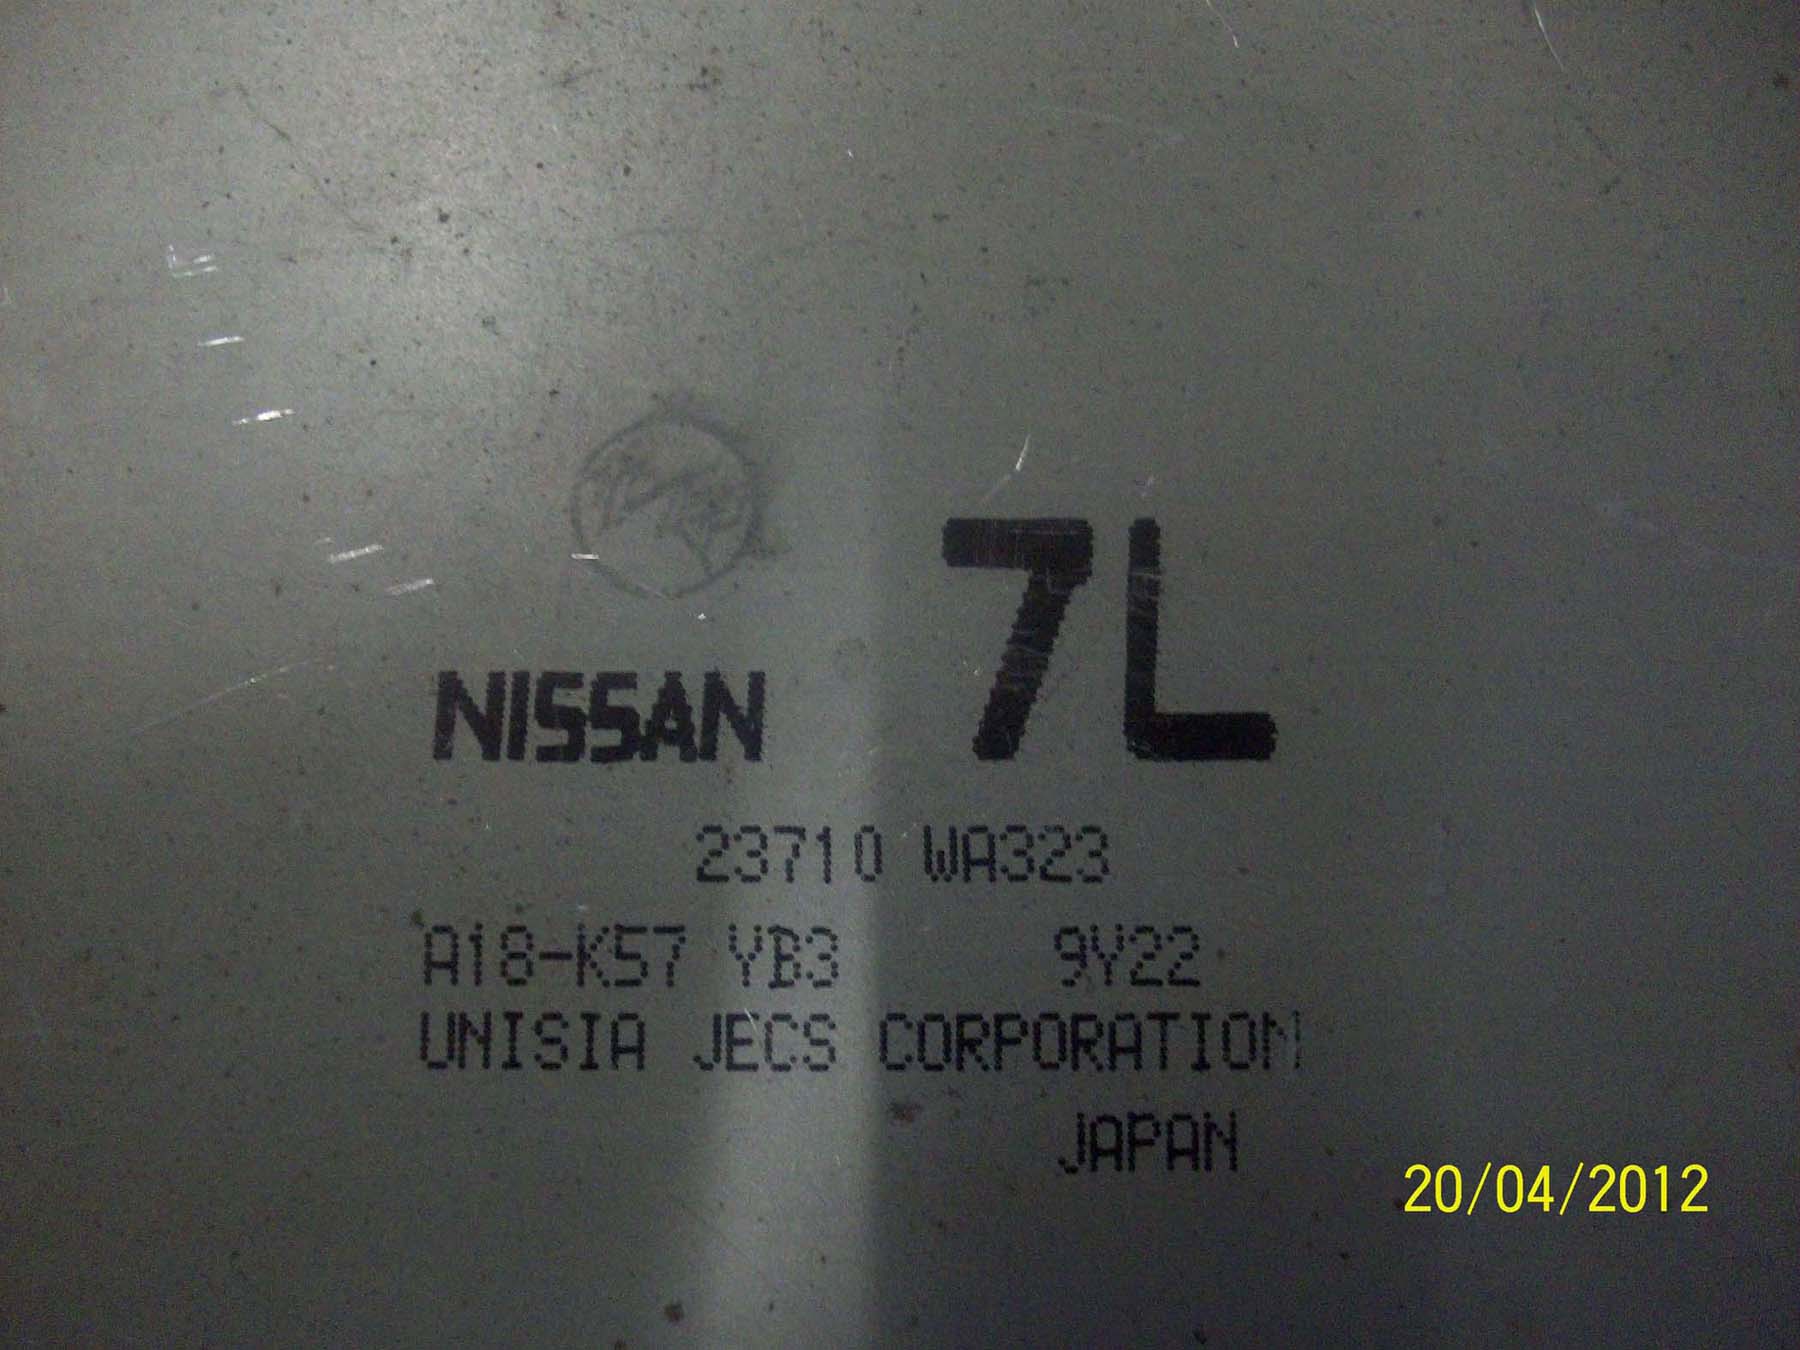 NISSAN 7L
23710 WA323
A18-K57 YB3 9Y22
UNISIA JECS CORPORATION
JAPAN
20/04/2012